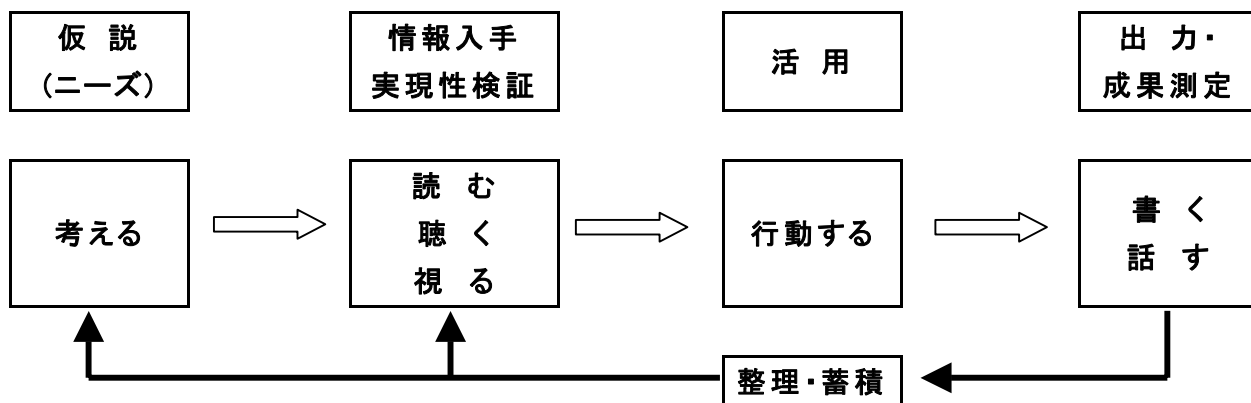 仮 説
(ニーズ)
情報入手
実現性検証
活 用
出 力・
成果測定
考える
読 む
聴 く
視 る
行動する
書 く
話 す
整理・蓄積